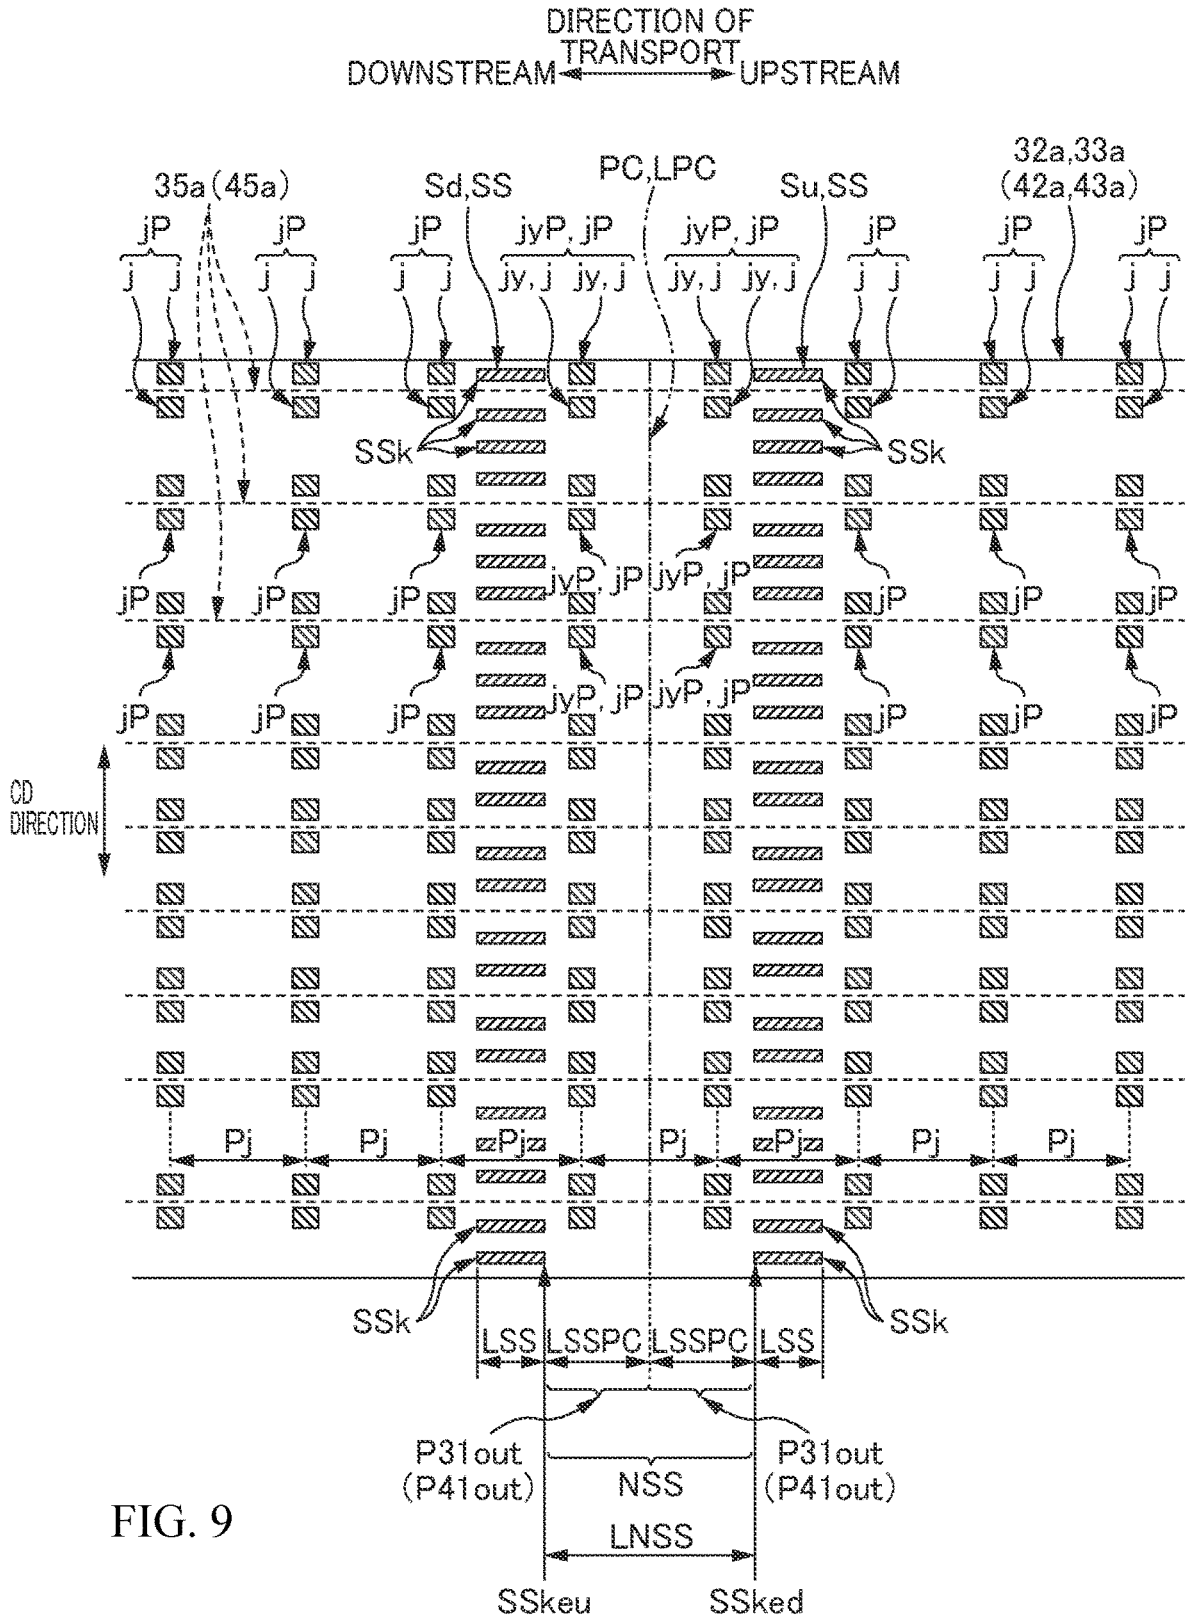 DIRECTION OF
TRANSPORT
DOWNSTREAM UPSTREAM
35a(45a) Sd,SS PC,LPC Su,SS 32a,33a
(42a,43a)
jP jP jP jyP,jP jyP,jP jP jP jP
j j j j j j jy,j jy,j jy,j jy,j j j j j j j
SSk SSk
jP jP jP jyP,jP jyP,jP jP jP jP
jP jP jP jyP,jP jyP,jP jP jP jP
CD
DIRECTION
Pj Pj Pj Pj Pj Pj Pj
SSk SSk
LSS LSSPC LSSPC LSS
P31out P31out
(P41out) NSS (P41out)
FIG. 9
LNSS
SSkeu SSked